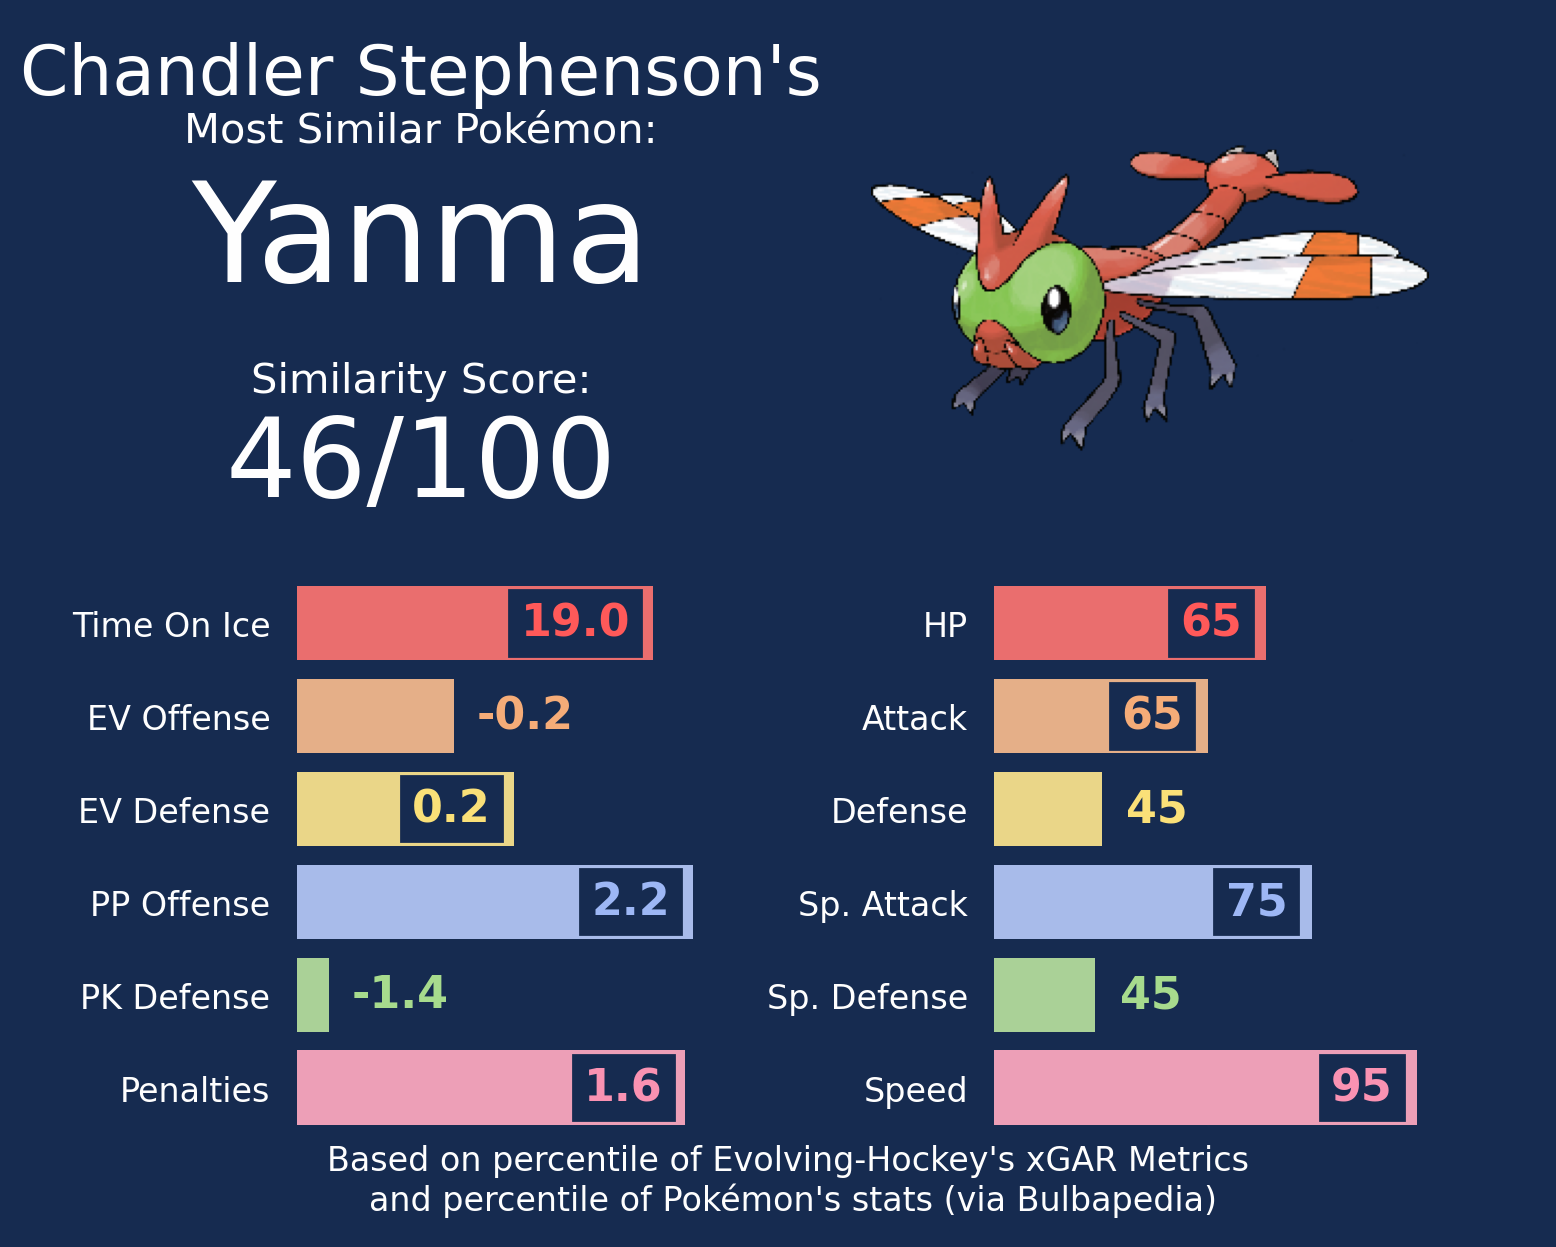 Chandler Stephenson's
Most Similar Pokémon:
Yanma
Similarity Score:
46/100
Time On Ice 19.0
EV Offense -0.2
EV Defense 0.2
PP Offense 2.2
PK Defense -1.4
Penalties 1.6
HP 65
Attack 65
Defense 45
Sp. Attack 75
Sp. Defense 45
Speed 95
Based on percentile of Evolving-Hockey's xGAR Metrics
and percentile of Pokémon's stats (via Bulbapedia)